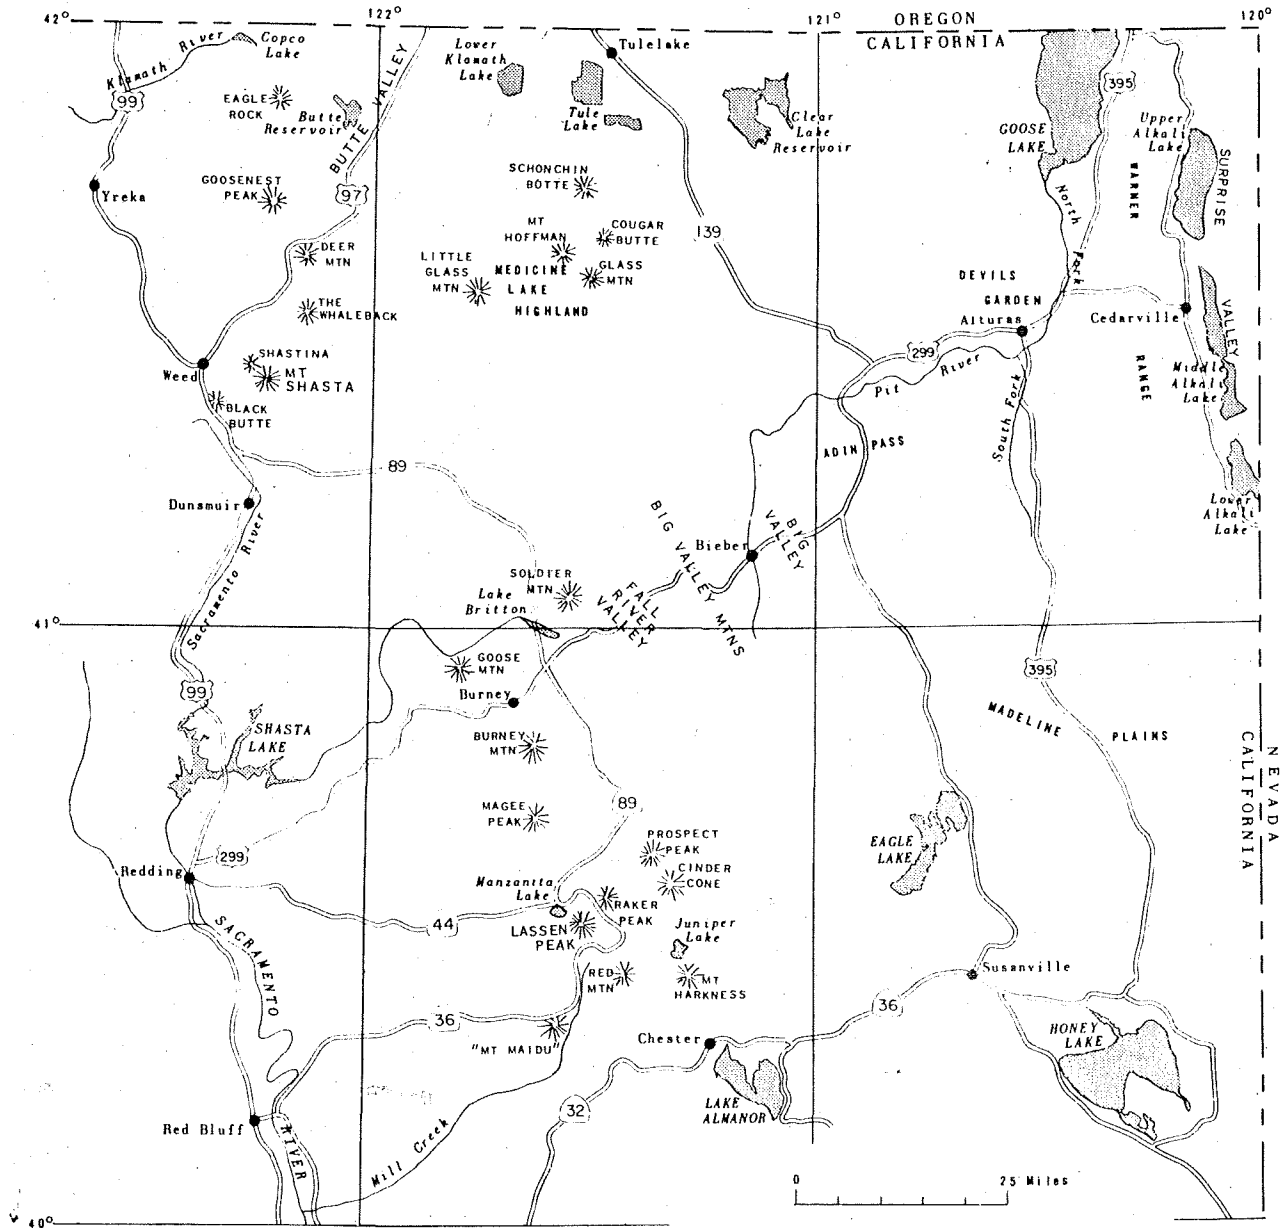 42°
122°
121°
120°
OREGON
CALIFORNIA
Klamath River
Copco
Lake
99
EAGLE
ROCK
Butte
Reservoir
BUTTE VALLEY
Lower
Klamath
Lake
Tulelake
Tule
Lake
Clear
Lake
Reservoir
GOOSE
LAKE
395
Upper
Alkali
Lake
SURPRISE
VALLEY
Yreka
GOOSENEST
PEAK
97
SCHONCHIN
BOTTE
MT
HOFFMAN
COUGAR
BUTTE
139
North Fork
WARNER
RANGE
DEER
MTN
LITTLE
GLASS
MTN
MEDICINE
LAKE
HIGHLAND
GLASS
MTN
DEVILS
GARDEN
THE
WHALEBACK
Alturas
Cedarville
SHASTINA
Weed
MT
SHASTA
299
Pit River
Middle
Alkali
Lake
BLACK
BUTTE
South Fork
89
ADIN PASS
Dunsmuir
Sacramento River
BIG VALLEY MTNS
BIG
VALLEY
Bieber
Lower
Alkali
Lake
SOLDIER
MTN
Lake
Britton
FALL
RIVER
VALLEY
41°
GOOSE
MTN
395
99
Burney
SHASTA
LAKE
BURNEY
MTN
MADELINE PLAINS
NEVADA
CALIFORNIA
MAGEE
PEAK
89
PROSPECT
PEAK
EAGLE
LAKE
299
Redding
CINDER
CONE
Manzanita
Lake
RAKER
PEAK
44
LASSEN
PEAK
Juniper
Lake
SACRAMENTO
RIVER
RED
MTN
MT
HARKNESS
Susanville
36
36
"MT MAIDU"
Chester
HONEY
LAKE
32
LAKE
ALMANOR
Red Bluff
Mill Creek
0
25 Miles
40°